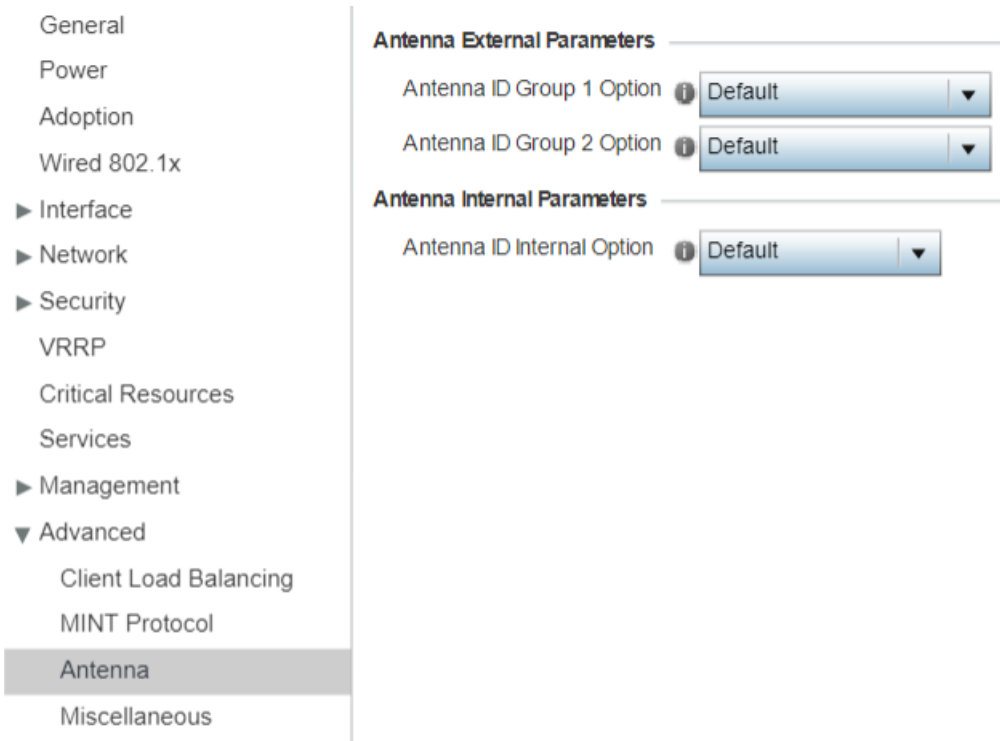 General
Power
Adoption
Wired 802.1x
Interface
Network
Security
VRRP
Critical Resources
Services
Management
Advanced
Client Load Balancing
MINT Protocol
Antenna
Miscellaneous
Antenna External Parameters
Antenna ID Group 1 Option Default
Antenna ID Group 2 Option Default
Antenna Internal Parameters
Antenna ID Internal Option Default